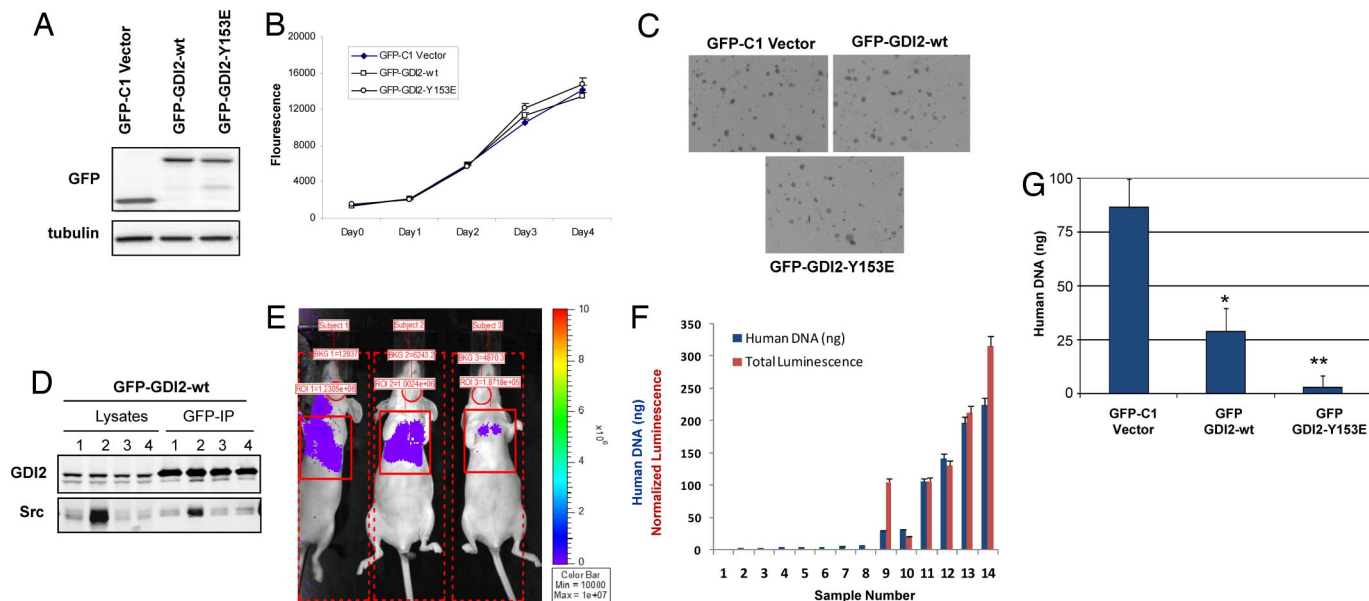 A
GFP-C1 Vector
GFP-GDI2-wt
GFP-GDI2-Y153E
GFP
tubulin
B
Flourescence
20000
16000
12000
8000
4000
0
GFP-C1 Vector
GFP-GDI2-wt
GFP-GDI2-Y153E
Day0 Day1 Day2 Day3 Day4
C
GFP-C1 Vector GFP-GDI2-wt
GFP-GDI2-Y153E
D
GFP-GDI2-wt
Lysates GFP-IP
1 2 3 4 1 2 3 4
GDI2
Src
E
Subject 1 Subject 2 Subject 3
BKG 1=12837 BKG 2=6243.2 BKG 3=4870.3
ROI 1=1.2305e+06 ROI 2=1.0024e+06 ROI 3=1.8718e+05
10
8
6
4
2
0
x10^6
Color Bar
Min = 10000
Max = 1e+07
F
Human DNA (ng)
Normalized Luminescence
350
300
250
200
150
100
50
0
Human DNA (ng)
Total Luminescence
1 2 3 4 5 6 7 8 9 10 11 12 13 14
Sample Number
G
Human DNA (ng)
100
75
50
25
0
*
**
GFP-C1 GFP GFP
Vector GDI2-wt GDI2-Y153E